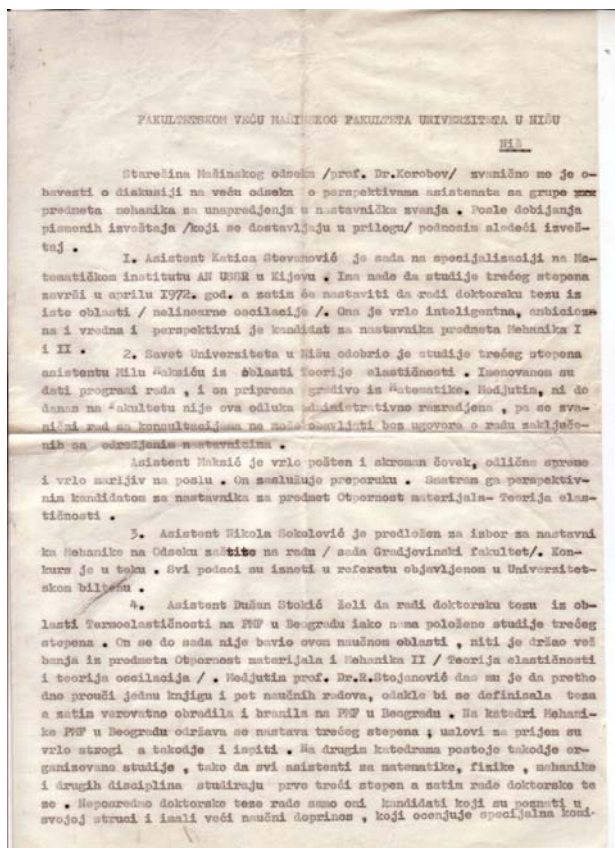 FAKULTETSKOM VEĆU MAŠINSKOG FAKULTETA UNIVERZITETA U NIŠU
Niš
Starešina Mašinskog odseka /prof. Dr.Korobov/ zvanično me je o-
bavesti o diskusiji na veću odseka o perspektivama asistenata sa grupe xxx
predmeta mehanika za unapredjenja u nastavnička zvanja . Posle dobijanja
pismenih izveštaja /koji se dostavljaju u prilogu/ podnosim sledeći izveš-
taj .
I. Asistent Katica Stevanović je sada na specijalizaciji na Ma-
tematičkom institutu AN USSR u Kijevu . Ima nade da studije trećeg stepena
završi u aprilu I972. god. a zatim će nastaviti da radi doktorsku tezu iz
iste oblasti / nelinearne oscilacije /. Ona je vrlo inteligentna, ambicioz-
na i vredna i perspektivni je kandidat za nastavnika predmeta Mehanika I
i II .
2. Savet Univerziteta u Nišu odobrio je studije trećeg stepena
asistentu Milu Maksiću iz oblasti Teorije elastičnosti . Imenovanom su
dati programi rada , i on priprema gradivo iz Matematike. Medjutim, ni do
danas na Fakultetu nije ova odluka administrativno razradjena , pa se zva-
nični rad sa konsultacijama ne može obavljati bez ugovora o radu zaključe-
nih sa odredjenim nastavnicima .
Asistent Maksić je vrlo pošten i skroman čovek, odlične spreme
i vrlo marljiv na poslu . On zaslužuje preporuku . Smatram ga perspektiv-
nim kandidatom za nastavnika za predmet Otpornost materijala- Teorija elas-
tičnosti .
3. Asistent Nikola Sokolović je predložen za izbor za nastavni
ka Mehanike na Odseku zaštite na radu / sada Gradjevinski fakultet/. Kon-
kurs je u toku . Svi podaci su izneti u referatu objavljenom u Universitet-
skom biltenu .
4. Asistent Dušan Stokić želi da radi doktorsku tezu iz ob-
lasti Termoelastičnosti na PMF u Beogradu iako nema položene studije trećeg
stepena . On se do sada nije bavio ovom naučnom oblasti , niti je držao vež
banja iz predmeta Otpornost materijala i Mehanika II / Teorija elastičnosti
i teorija oscilacija / . Medjutim prof. Dr.R.Stojanović dao mu je da pretho
dno prouči jednu knjigu i pet naučnih radova, odakle bi se definisala teza
a zatim verovatno obradila i branila na PMF u Beogradu . Na katedri Mehani-
ke PMF u Beogradu održava se nastava trećeg stepena ; uslovi za prijem su
vrlo strogi a takodje i ispiti . Na drugim katedrama postoje takodje or-
ganizovane studije , tako da svi asistenti sa matematike, fizike , mehanike
i drugih disciplina studiraju prvo treći stepen a zatim rade doktorske te
ze . Neposredno doktorske teze rade samo oni kandidati koji su poznati u
svojoj struci i imali veći naučni doprinos , koji ocenjuje specijalna komi-